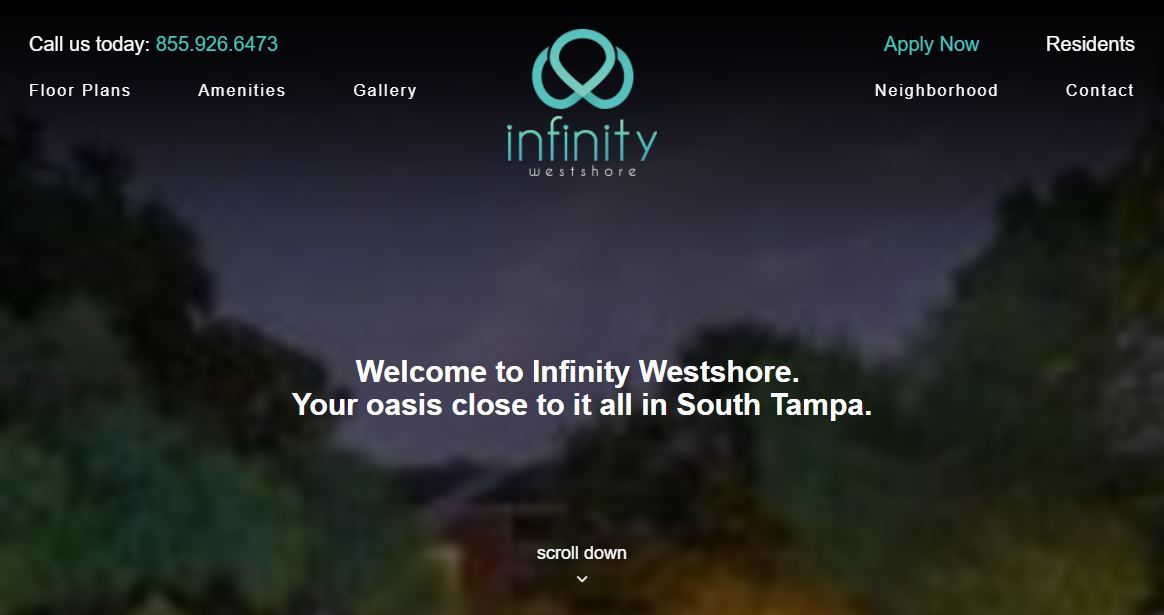 Call us today: 855.926.6473
Apply Now
Residents
Floor Plans
Amenities
Gallery
infinity
westshore
Neighborhood
Contact
Welcome to Infinity Westshore.
Your oasis close to it all in South Tampa.
scroll down